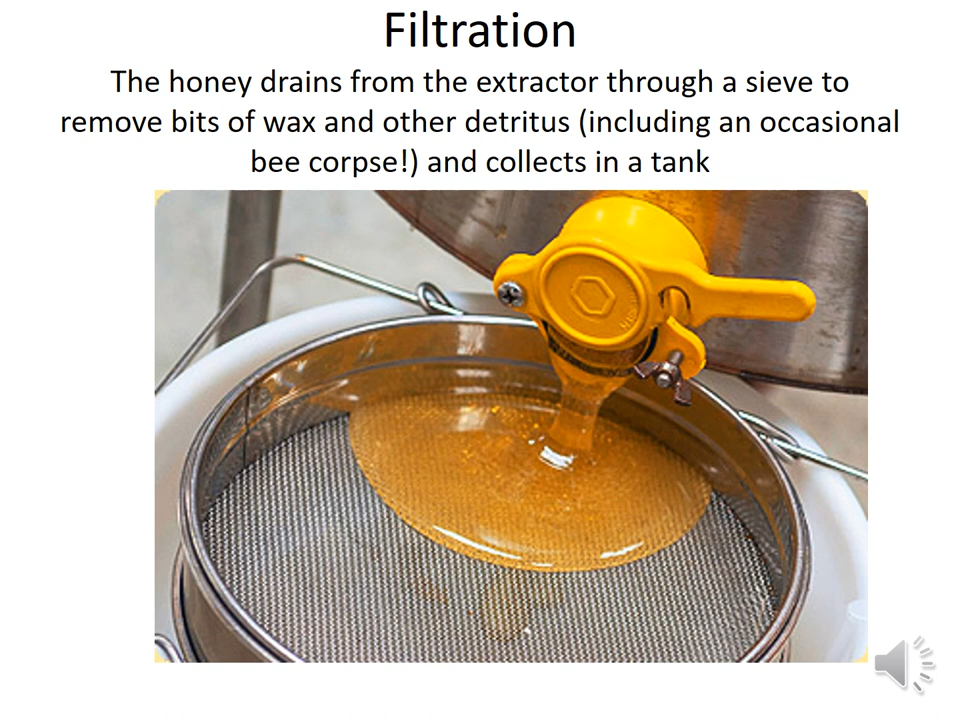 Filtration
The honey drains from the extractor through a sieve to
remove bits of wax and other detritus (including an occasional
bee corpse!) and collects in a tank